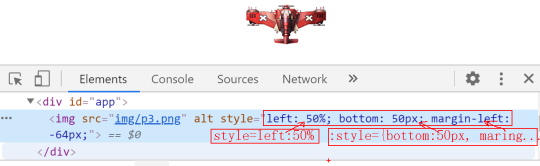 Elements Console Sources Network
▼<div id="app">
··· <img src="img/p3.png" alt style="left: 50%; bottom: 50px; margin-left:
-64px;"> == $0
style=left:50% :style={bottom:50px, maring...
</div>